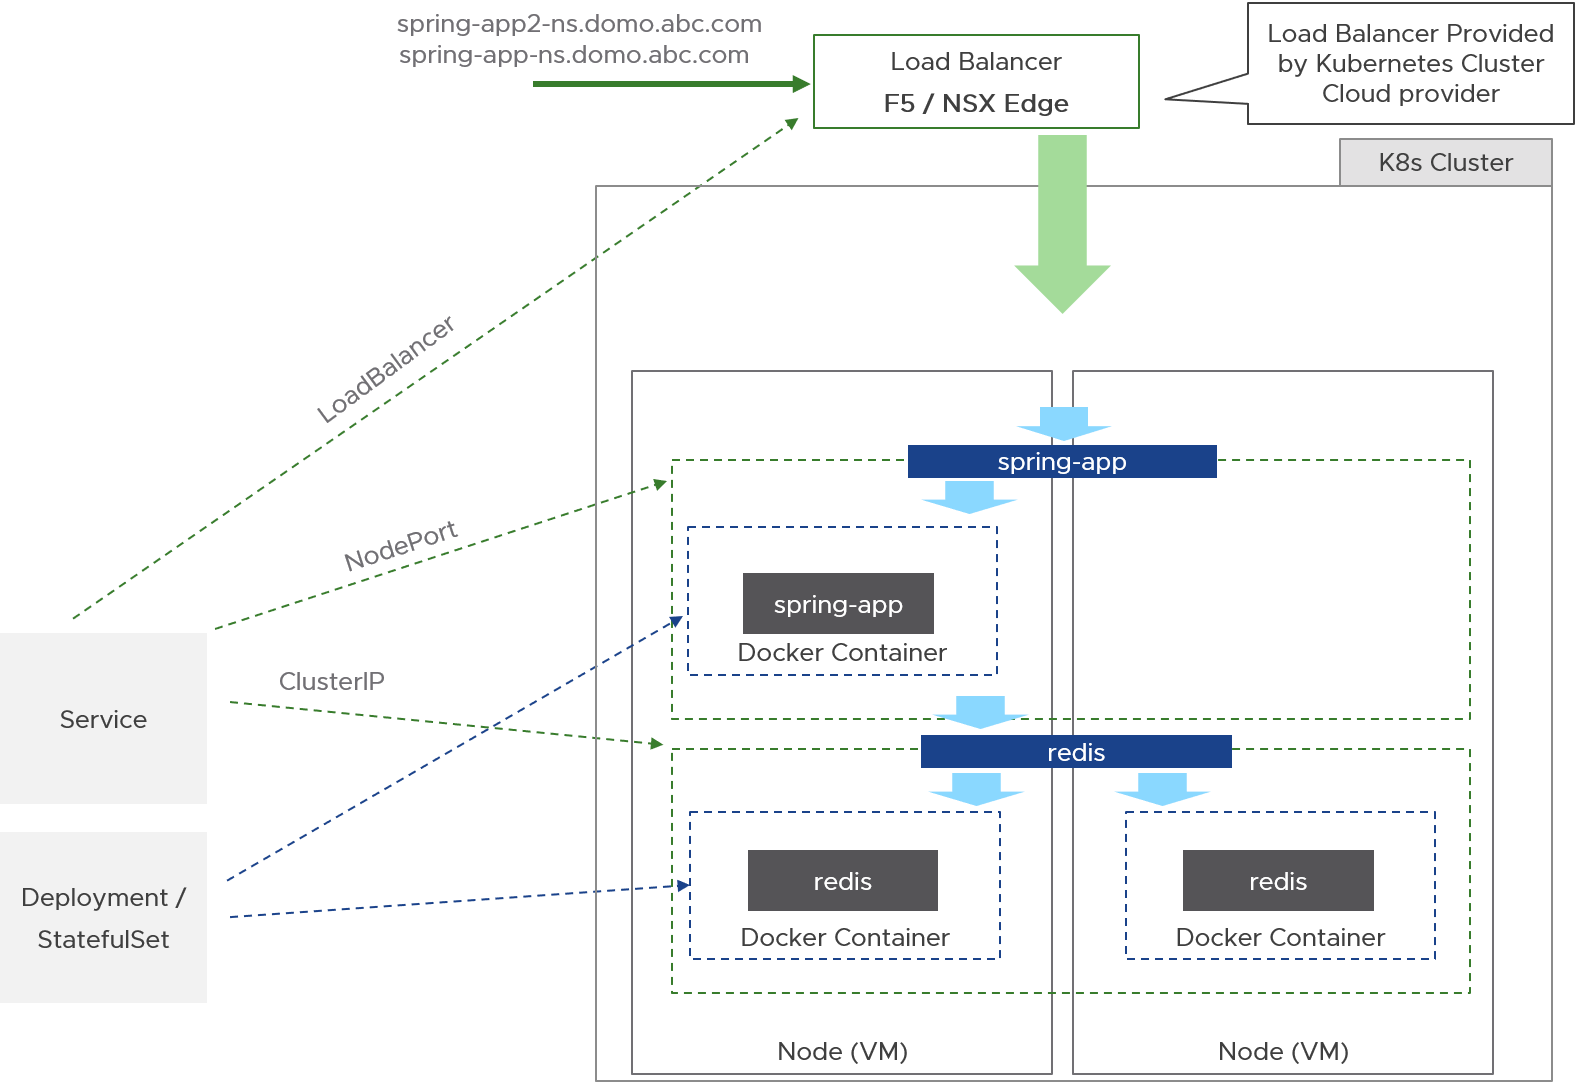 spring-app2-ns.domo.abc.com
spring-app-ns.domo.abc.com
Load Balancer
F5 / NSX Edge
Load Balancer Provided
by Kubernetes Cluster
Cloud provider
K8s Cluster
LoadBalancer
NodePort
ClusterIP
Service
Deployment /
StatefulSet
spring-app
spring-app
Docker Container
redis
redis
Docker Container
redis
Docker Container
Node (VM)
Node (VM)